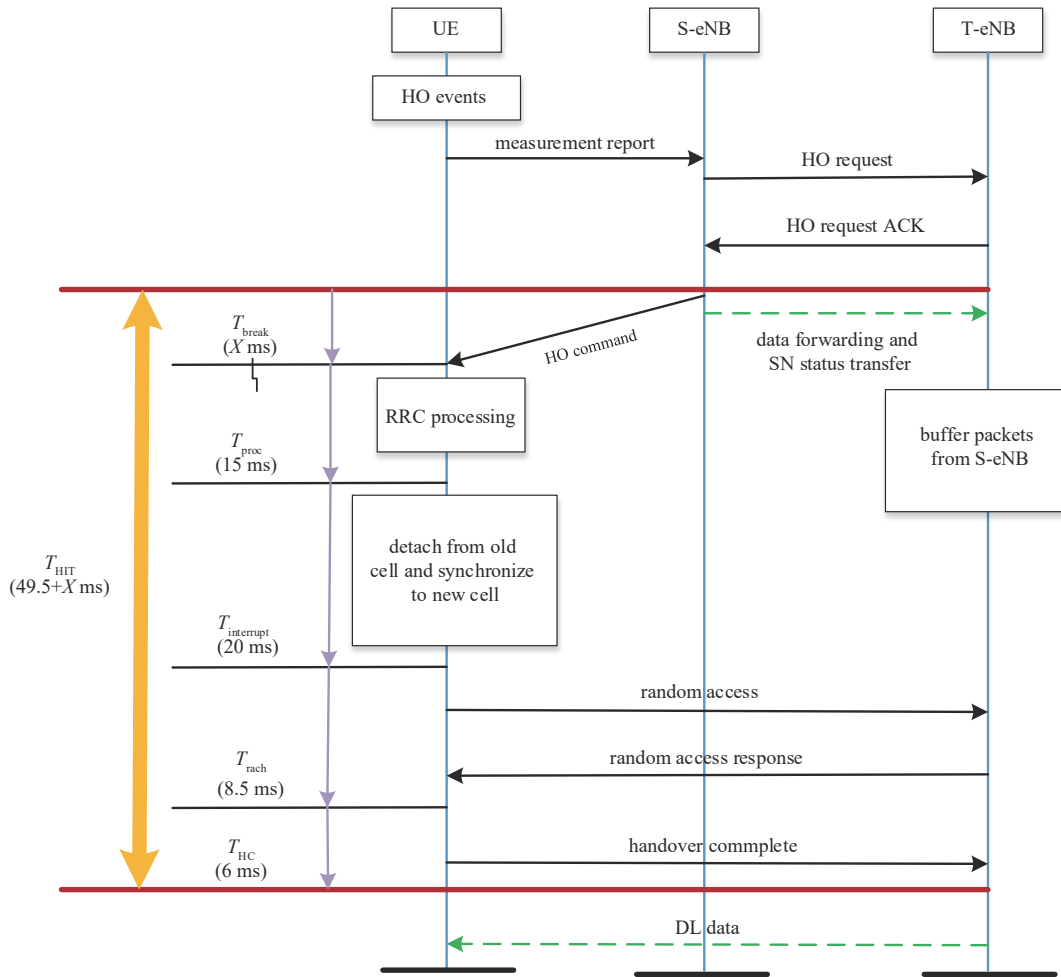 UE
S-eNB
T-eNB
HO events
measurement report
HO request
HO request ACK
T_break
(X ms)
HO command
data forwarding and
SN status transfer
RRC processing
buffer packets
from S-eNB
T_proc
(15 ms)
detach from old
cell and synchronize
to new cell
T_HIT
(49.5+X ms)
T_interrupt
(20 ms)
random access
random access response
T_rach
(8.5 ms)
handover commplete
T_HC
(6 ms)
DL data